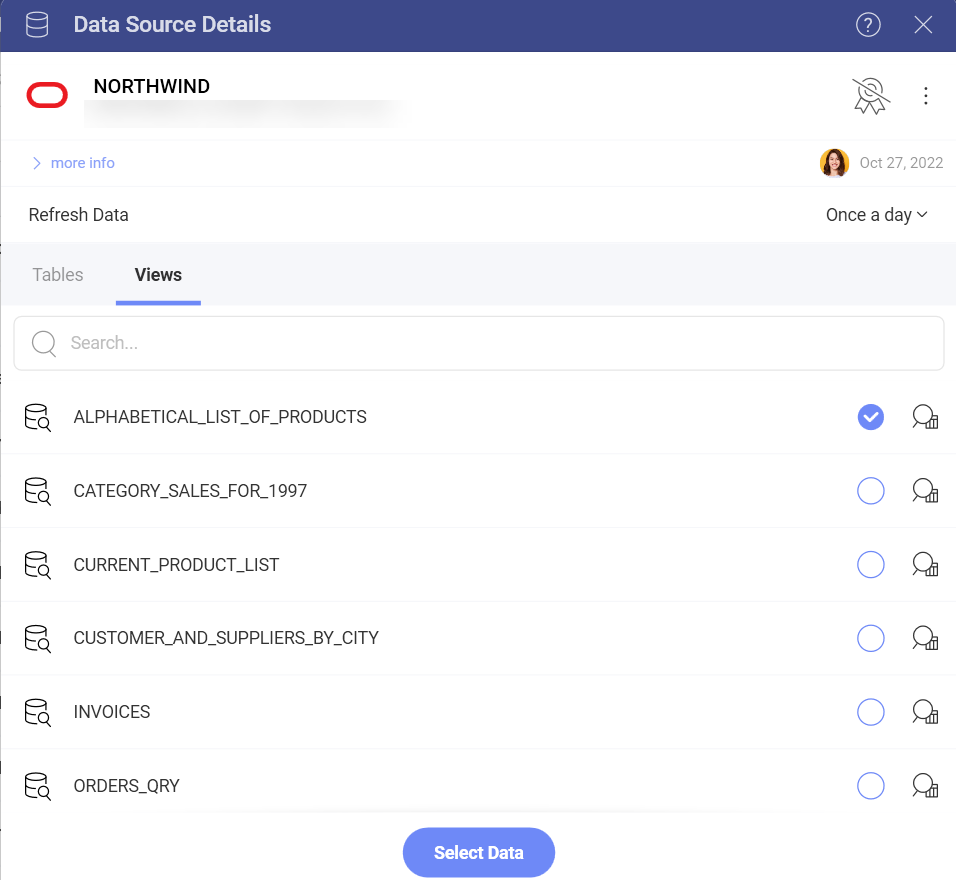 Data Source Details
NORTHWIND
more info
Oct 27, 2022
Refresh Data
Once a day
Tables
Views
Search...
ALPHABETICAL_LIST_OF_PRODUCTS
CATEGORY_SALES_FOR_1997
CURRENT_PRODUCT_LIST
CUSTOMER_AND_SUPPLIERS_BY_CITY
INVOICES
ORDERS_QRY
Select Data